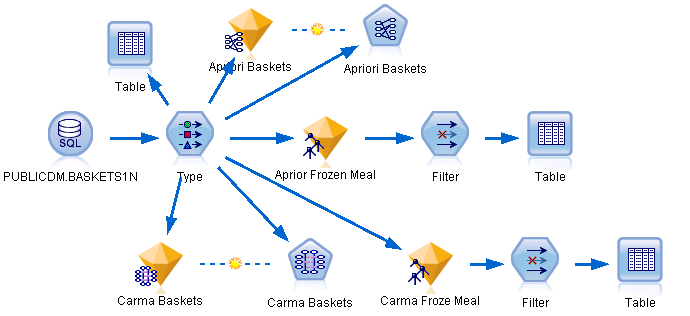 Apriori Baskets
Apriori Baskets
Table
SQL
PUBLICDM.BASKETS1N
Type
Aprior Frozen Meal
Filter
Table
Carma Baskets
Carma Baskets
Carma Froze Meal
Filter
Table